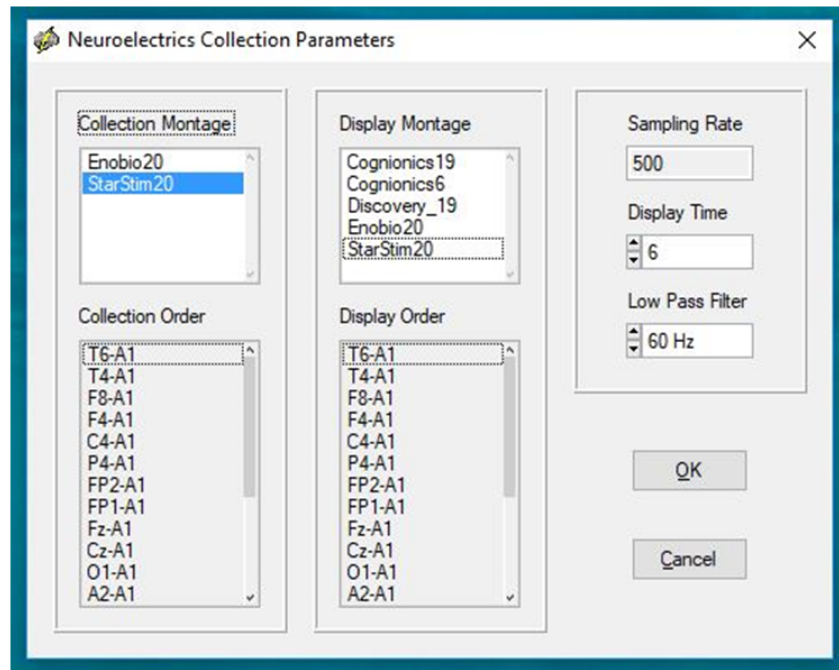 Neuroelectrics Collection Parameters
Collection Montage
Enobio20
StarStim20
Collection Order
T6-A1
T4-A1
F8-A1
F4-A1
C4-A1
P4-A1
FP2-A1
FP1-A1
Fz-A1
Cz-A1
O1-A1
A2-A1
Display Montage
Cognionics19
Cognionics6
Discovery_19
Enobio20
StarStim20
Display Order
T6-A1
T4-A1
F8-A1
F4-A1
C4-A1
P4-A1
FP2-A1
FP1-A1
Fz-A1
Cz-A1
O1-A1
A2-A1
Sampling Rate
500
Display Time
6
Low Pass Filter
60 Hz
OK
Cancel